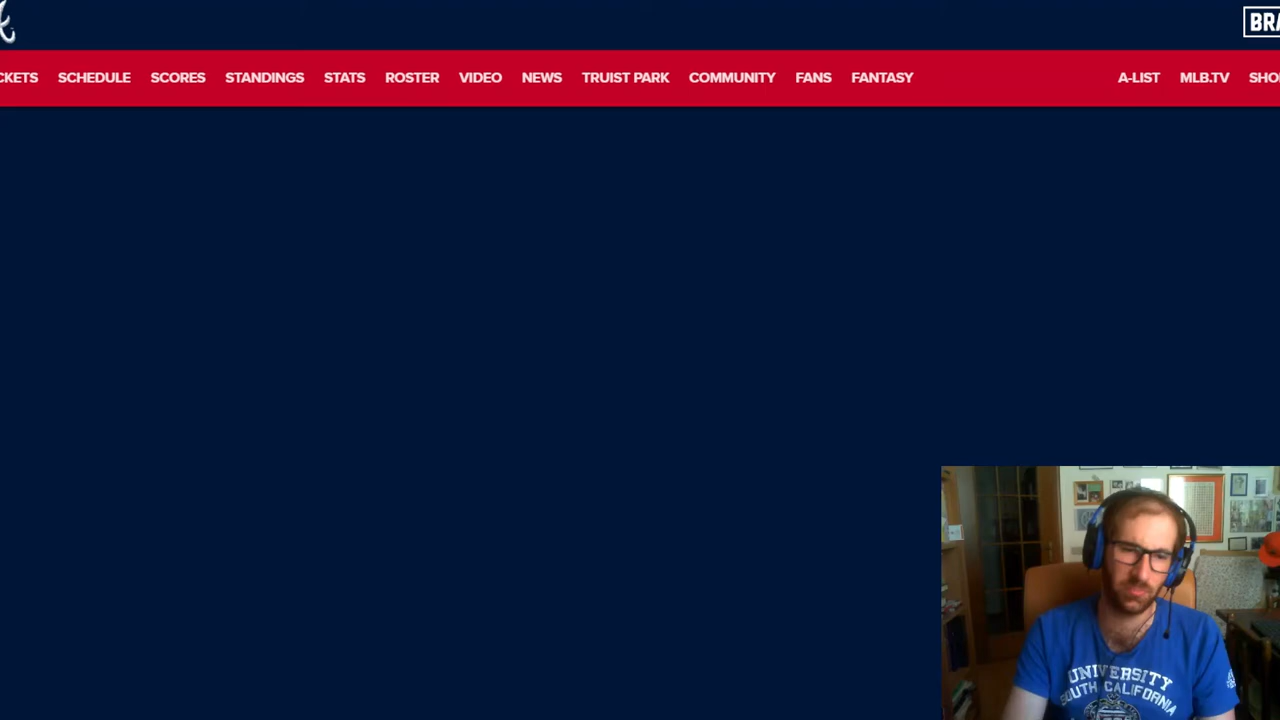 BRA
CKETS SCHEDULE SCORES STANDINGS STATS ROSTER VIDEO NEWS TRUIST PARK COMMUNITY FANS FANTASY A-LIST MLB.TV SHO
UNIVERSITY
SOUTH CALIFORNIA